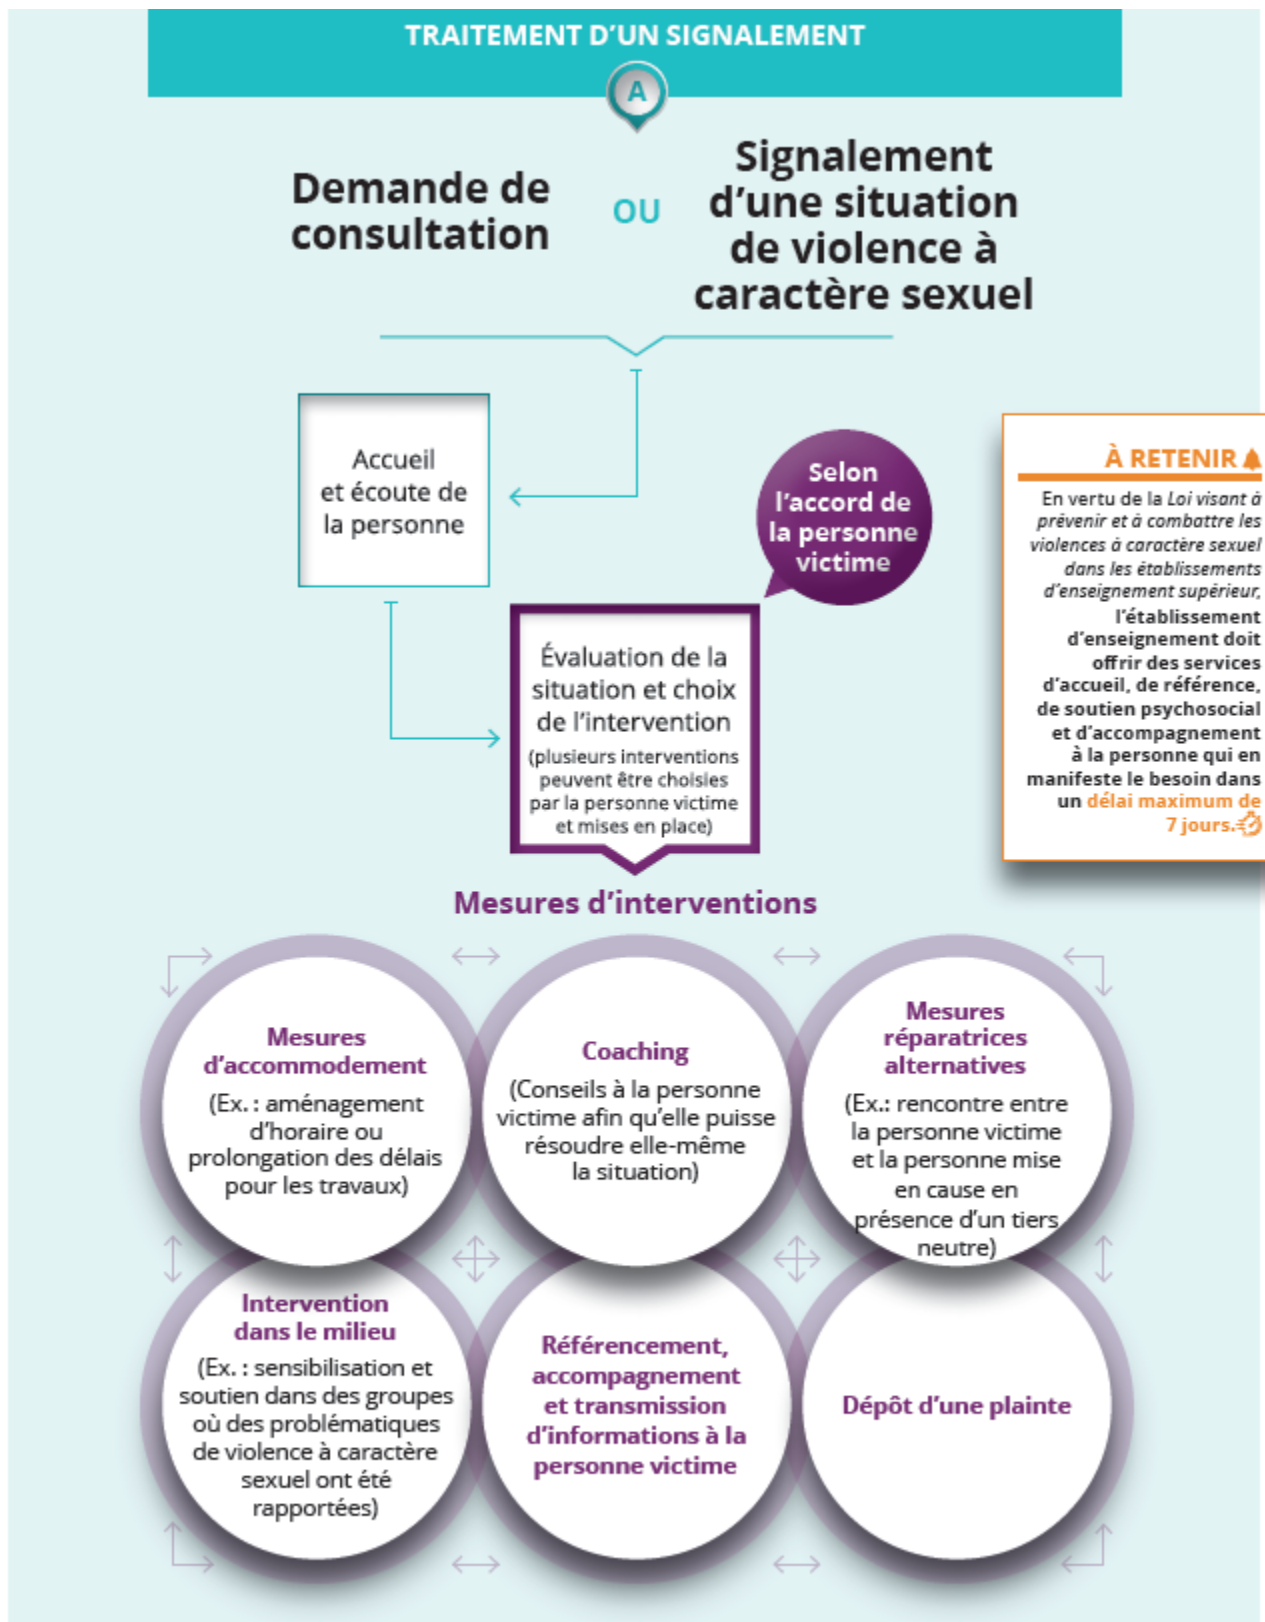 TRAITEMENT D'UN SIGNALEMENT
A
Demande de
consultation
OU
Signalement
d'une situation
de violence à
caractère sexuel
Accueil
et écoute de
la personne
Selon
l'accord de
la personne
victime
À RETENIR
En vertu de la Loi visant à
prévenir et à combattre les
violences à caractère sexuel
dans les établissements
d'enseignement supérieur,
l'établissement
d'enseignement doit
offrir des services
d'accueil, de référence,
de soutien psychosocial
et d'accompagnement
à la personne qui en
manifeste le besoin dans
un délai maximum de
7 jours.
Évaluation de la
situation et choix
de l'intervention
(plusieurs interventions
peuvent être choisies
par la personne victime
et mises en place)
Mesures d'interventions
Mesures
d'accommodement
(Ex. : aménagement
d'horaire ou
prolongation des délais
pour les travaux)
Coaching
(Conseils à la personne
victime afin qu'elle puisse
résoudre elle-même
la situation)
Mesures
réparatrices
alternatives
(Ex.: rencontre entre
la personne victime
et la personne mise
en cause en
présence d'un tiers
neutre)
Intervention
dans le milieu
(Ex. : sensibilisation et
soutien dans des groupes
où des problématiques
de violence à caractère
sexuel ont été
rapportées)
Référencement,
accompagnement
et transmission
d'informations à la
personne victime
Dépôt d'une plainte